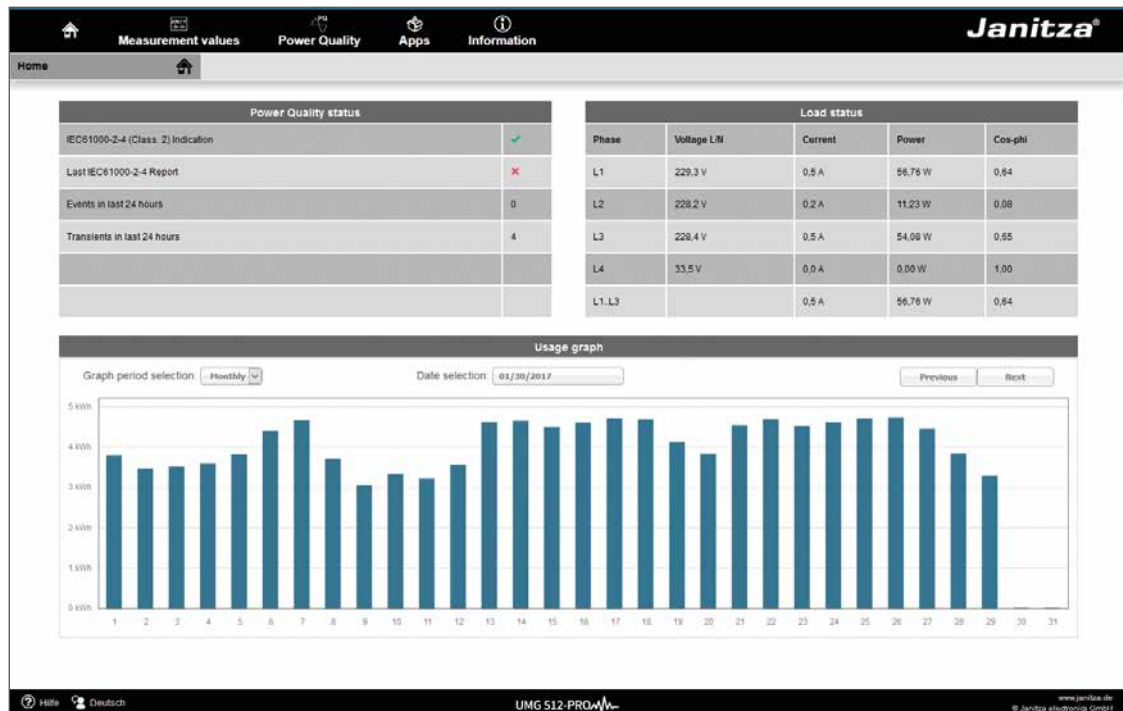 Measurement values Power Quality Apps Information Janitza®
Home
Power Quality status
IEC61000-2-4 (Class. 2) Indication
Last IEC61000-2-4 Report
Events in last 24 hours 0
Transients in last 24 hours 4
Load status
Phase Voltage L/N Current Power Cos-phi
L1 229,3 V 0,5 A 56,76 W 0,64
L2 228,2 V 0,2 A 11,23 W 0,08
L3 228,4 V 0,5 A 54,08 W 0,65
L4 33,5 V 0,0 A 0,00 W 1,00
L1..L3 0,5 A 56,76 W 0,64
Usage graph
Graph period selection: Monthly Date selection: 01/30/2017 Previous Next
5 kWh
4 kWh
3 kWh
2 kWh
1 kWh
0 kWh
1 2 3 4 5 6 7 8 9 10 11 12 13 14 15 16 17 18 19 20 21 22 23 24 25 26 27 28 29 30 31
Hilfe Deutsch UMG 512-PRO www.janitza.de
© Janitza electronics GmbH